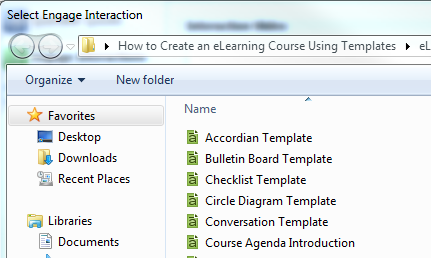 Select Engage Interaction
How to Create an eLearning Course Using Templates eL
Organize New folder
Favorites
Desktop
Downloads
Recent Places
Libraries
Documents
Name
Accordian Template
Bulletin Board Template
Checklist Template
Circle Diagram Template
Conversation Template
Course Agenda Introduction